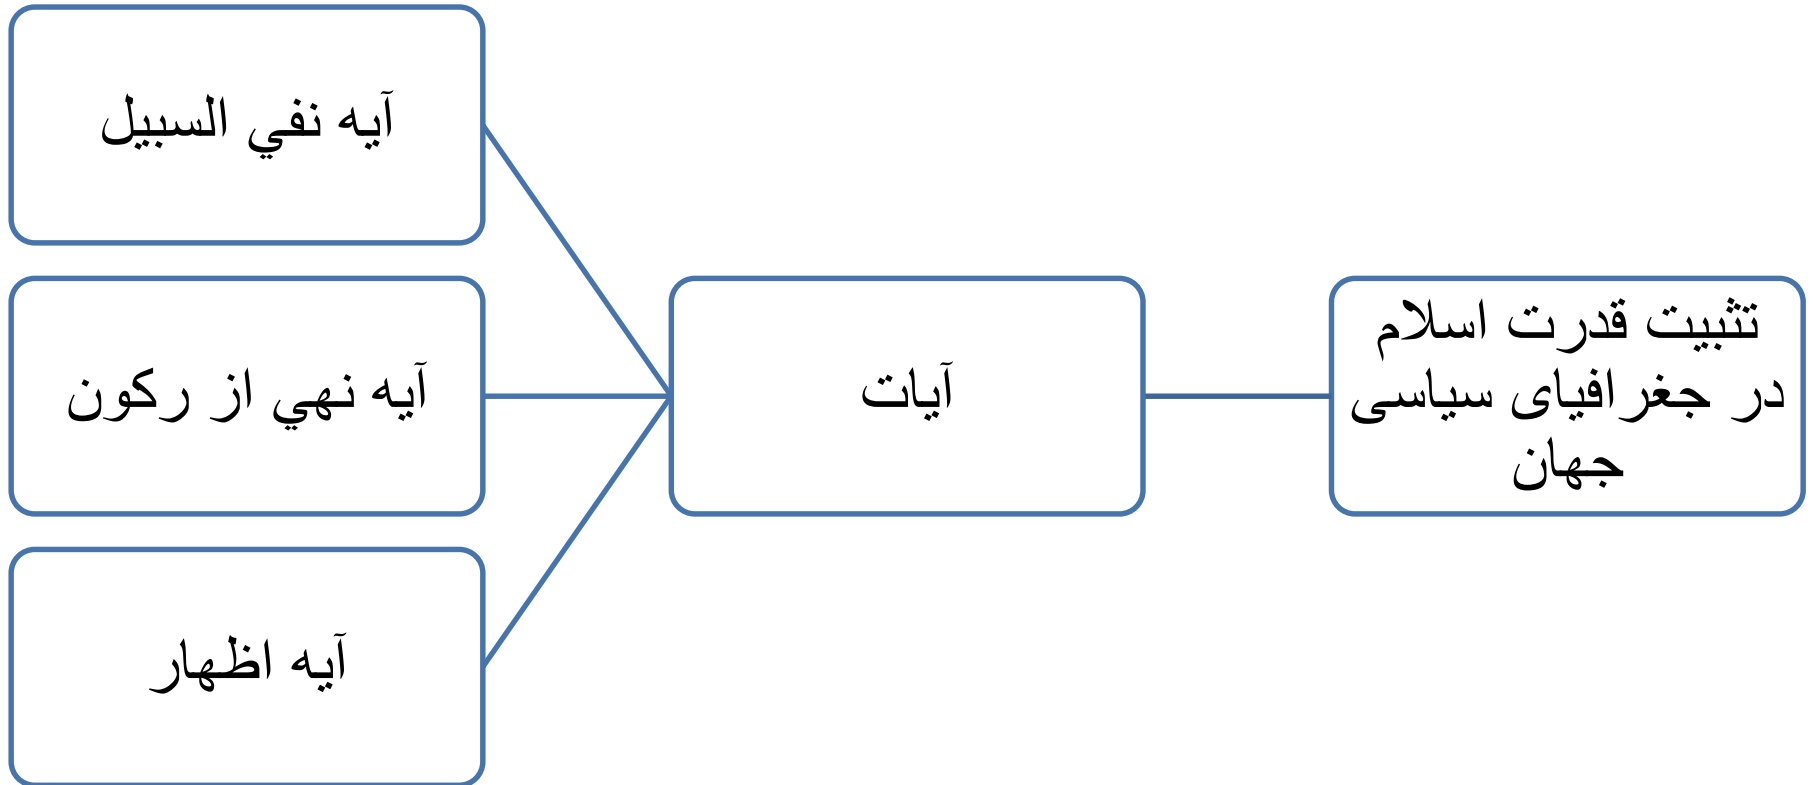 تثبیت قدرت اسلام
در جغرافیای سیاسی
جهان
آیات
آیه نفي السبیل
آیه نهي از رکون
آیه اظهار